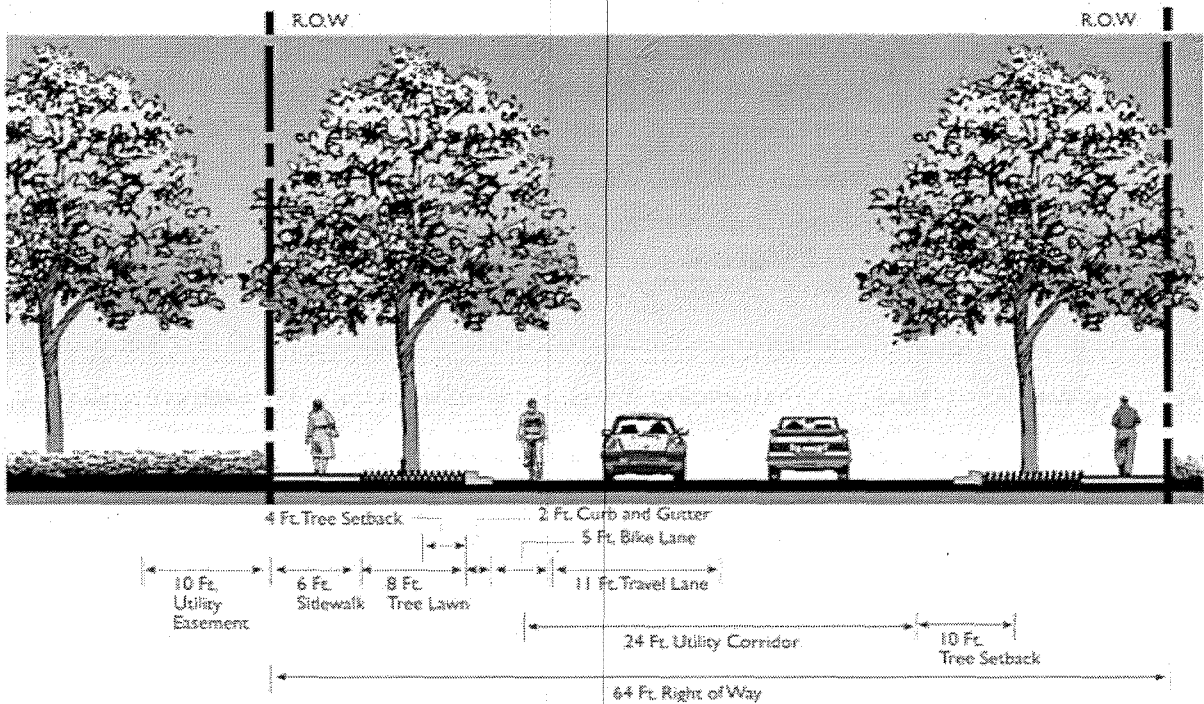 R.O.W
R.O.W
4 Ft. Tree Setback
2 Ft. Curb and Gutter
5 Ft. Bike Lane
10 Ft.
Utility
Easement
6 Ft.
Sidewalk
8 Ft.
Tree Lawn
11 Ft. Travel Lane
24 Ft. Utility Corridor
10 Ft.
Tree Setback
64 Ft. Right of Way